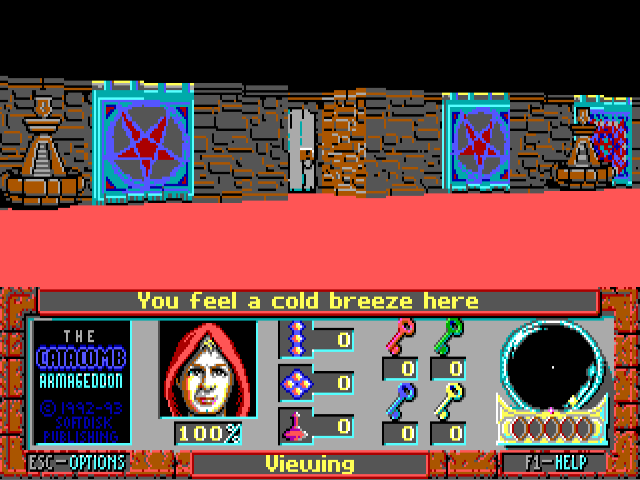 You feel a cold breeze here
THE
CATACOMB
ARMAGEDDON
© 1992-93
SOFTDISK
PUBLISHING
100%
0
0
0
0
0
0
0
ESC-OPTIONS
Viewing
F1-HELP